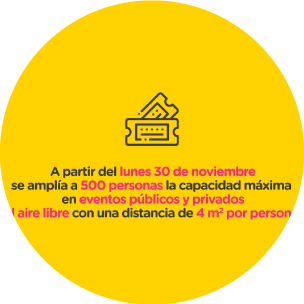 A partir del lunes 30 de noviembre
se amplía a 500 personas la capacidad máxima
en eventos públicos y privados
aire libre con una distancia de 4 m² por person